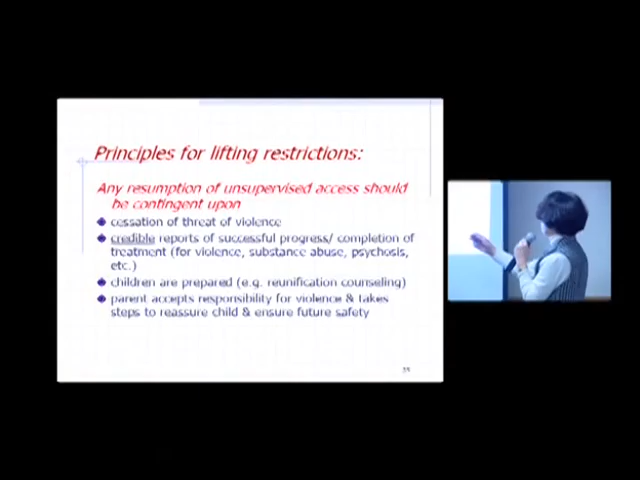 Principles for lifting restrictions:
Any resumption of unsupervised access should
be contingent upon
cessation of threat of violence
credible reports of successful progress/ completion of
treatment (for violence, substance abuse, psychosis,
etc.)
children are prepared (e.g. reunification counseling)
parent accepts responsibility for violence & takes
steps to reassure child & ensure future safety